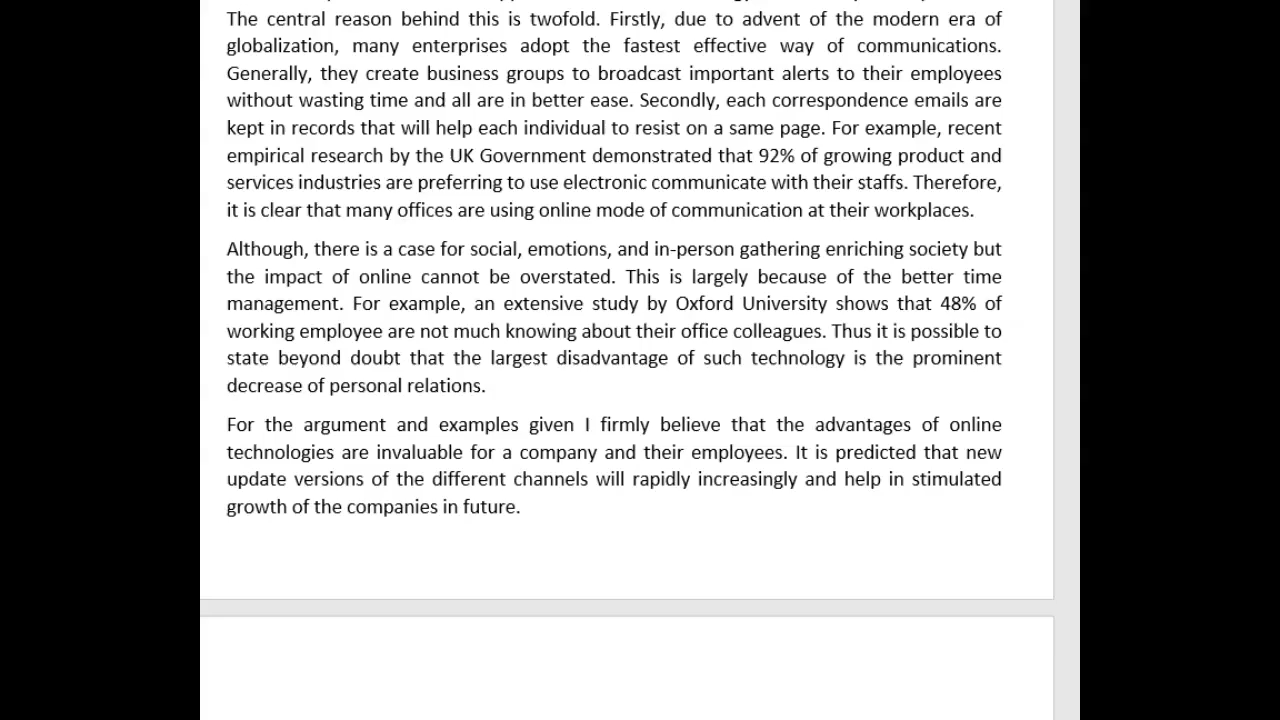 The central reason behind this is twofold. Firstly, due to advent of the modern era of
globalization, many enterprises adopt the fastest effective way of communications.
Generally, they create business groups to broadcast important alerts to their employees
without wasting time and all are in better ease. Secondly, each correspondence emails are
kept in records that will help each individual to resist on a same page. For example, recent
empirical research by the UK Government demonstrated that 92% of growing product and
services industries are preferring to use electronic communicate with their staffs. Therefore,
it is clear that many offices are using online mode of communication at their workplaces.
Although, there is a case for social, emotions, and in-person gathering enriching society but
the impact of online cannot be overstated. This is largely because of the better time
management. For example, an extensive study by Oxford University shows that 48% of
working employee are not much knowing about their office colleagues. Thus it is possible to
state beyond doubt that the largest disadvantage of such technology is the prominent
decrease of personal relations.
For the argument and examples given I firmly believe that the advantages of online
technologies are invaluable for a company and their employees. It is predicted that new
update versions of the different channels will rapidly increasingly and help in stimulated
growth of the companies in future.